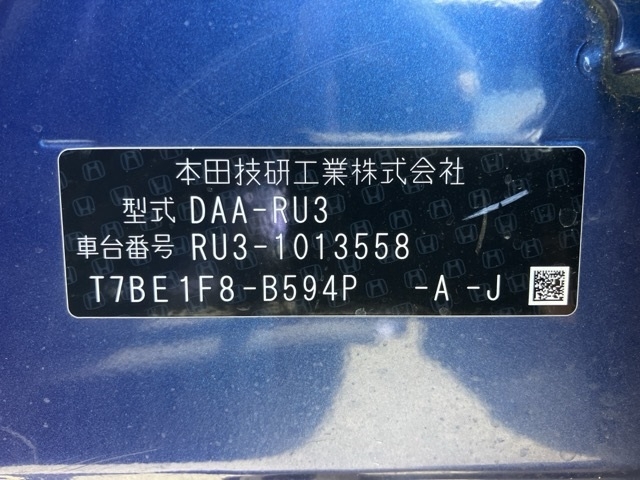 本田技研工業株式会社
型式 DAA-RU3
車台番号 RU3-1013558
T7BE1F8-B594P -A -J